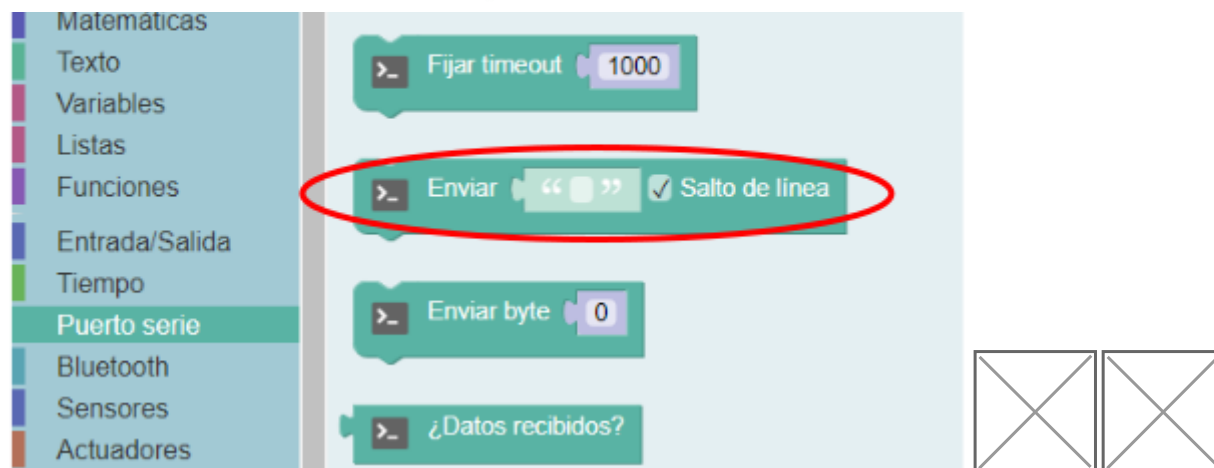 Matemáticas
Texto
Variables
Listas
Funciones
Entrada/Salida
Tiempo
Puerto serie
Bluetooth
Sensores
Actuadores
>_ Fijar timeout 1000
>_ Enviar “ ” ✓ Salto de línea
>_ Enviar byte 0
>_ ¿Datos recibidos?